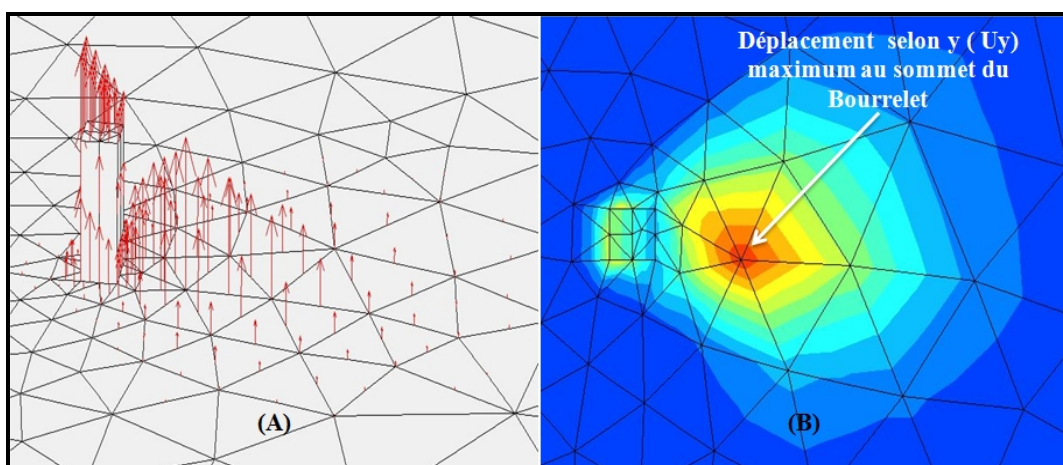 Déplacement selon y ( Uy)
maximum au sommet du
Bourrelet
(A)
(B)